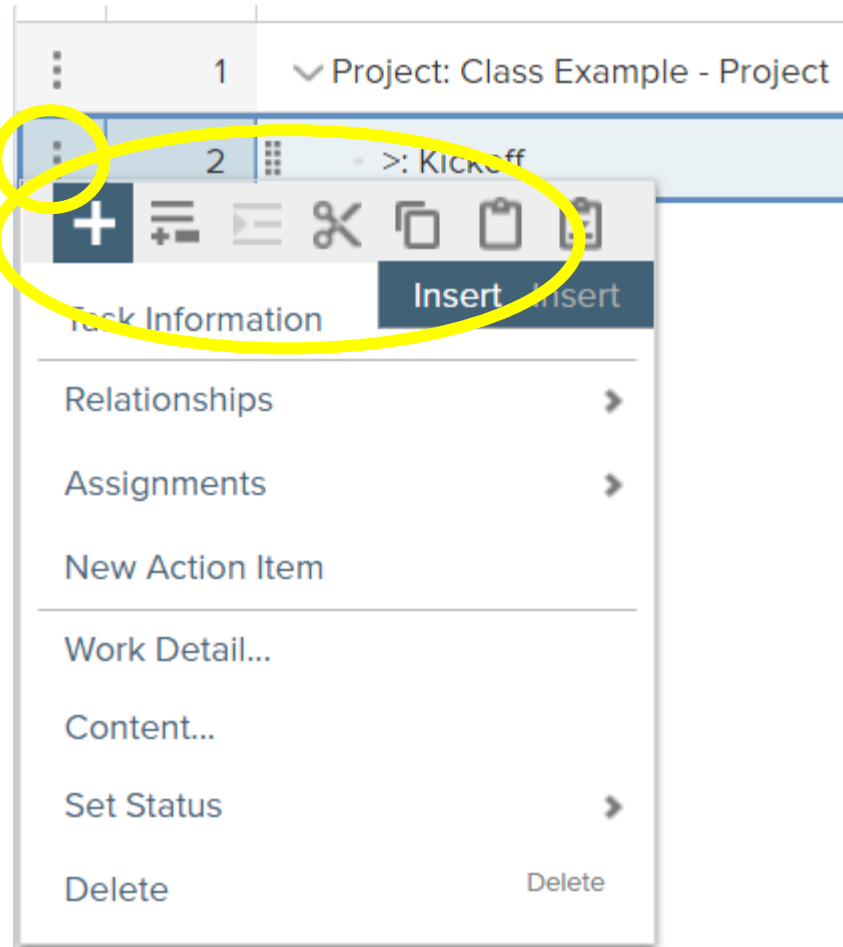 1 Project: Class Example - Project
2 >: Kickoff
Insert Insert
Task Information
Relationships
Assignments
New Action Item
Work Detail...
Content...
Set Status
Delete Delete